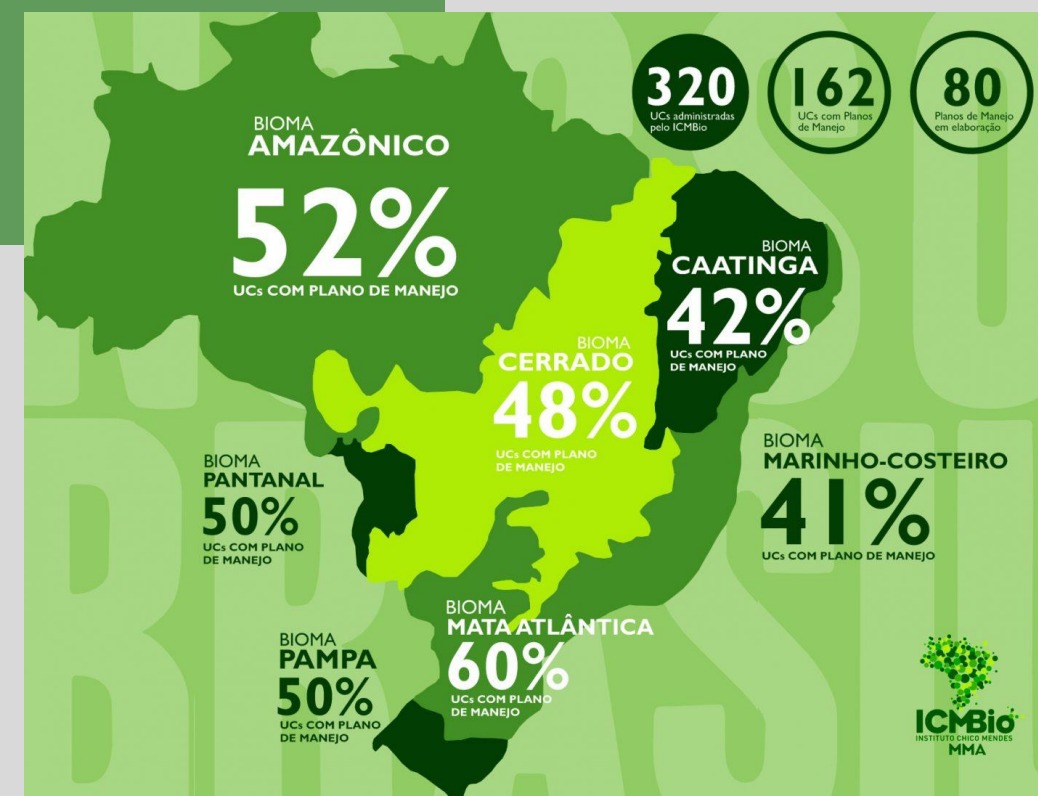 320
UCs administradas
pelo ICMBio
162
UCs com Planos
de Manejo
80
Planos de Manejo
em elaboração
BIOMA
AMAZÔNICO
52%
UCs COM PLANO DE MANEJO
BIOMA
CAATINGA
42%
UCs COM PLANO
DE MANEJO
BIOMA
CERRADO
48%
UCs COM PLANO
DE MANEJO
BIOMA
MARINHO-COSTEIRO
41%
UCs COM PLANO DE MANEJO
BIOMA
PANTANAL
50%
UCs COM PLANO
DE MANEJO
BIOMA
MATA ATLÂNTICA
60%
UCs COM PLANO
DE MANEJO
BIOMA
PAMPA
50%
UCs COM PLANO
DE MANEJO
ICMBio
INSTITUTO CHICO MENDES
MMA